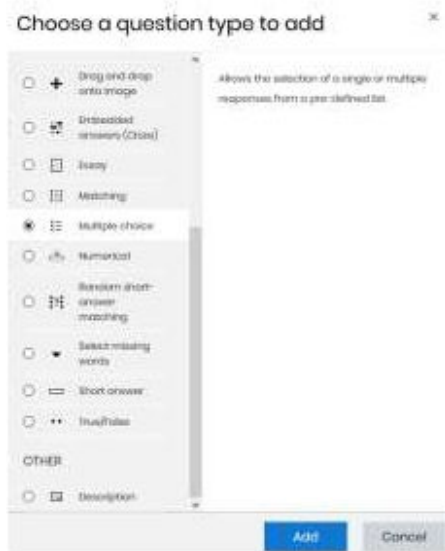 Choose a question type to add
×
Drag and drop
onto image
Allows the selection of a single or multiple
responses from a pre-defined list.
Embedded
answers (Cloze)
Essay
Matching
Multiple choice
Numerical
Random short-
answer
matching
Select missing
words
Short answer
True/False
OTHER
Description
Add
Cancel